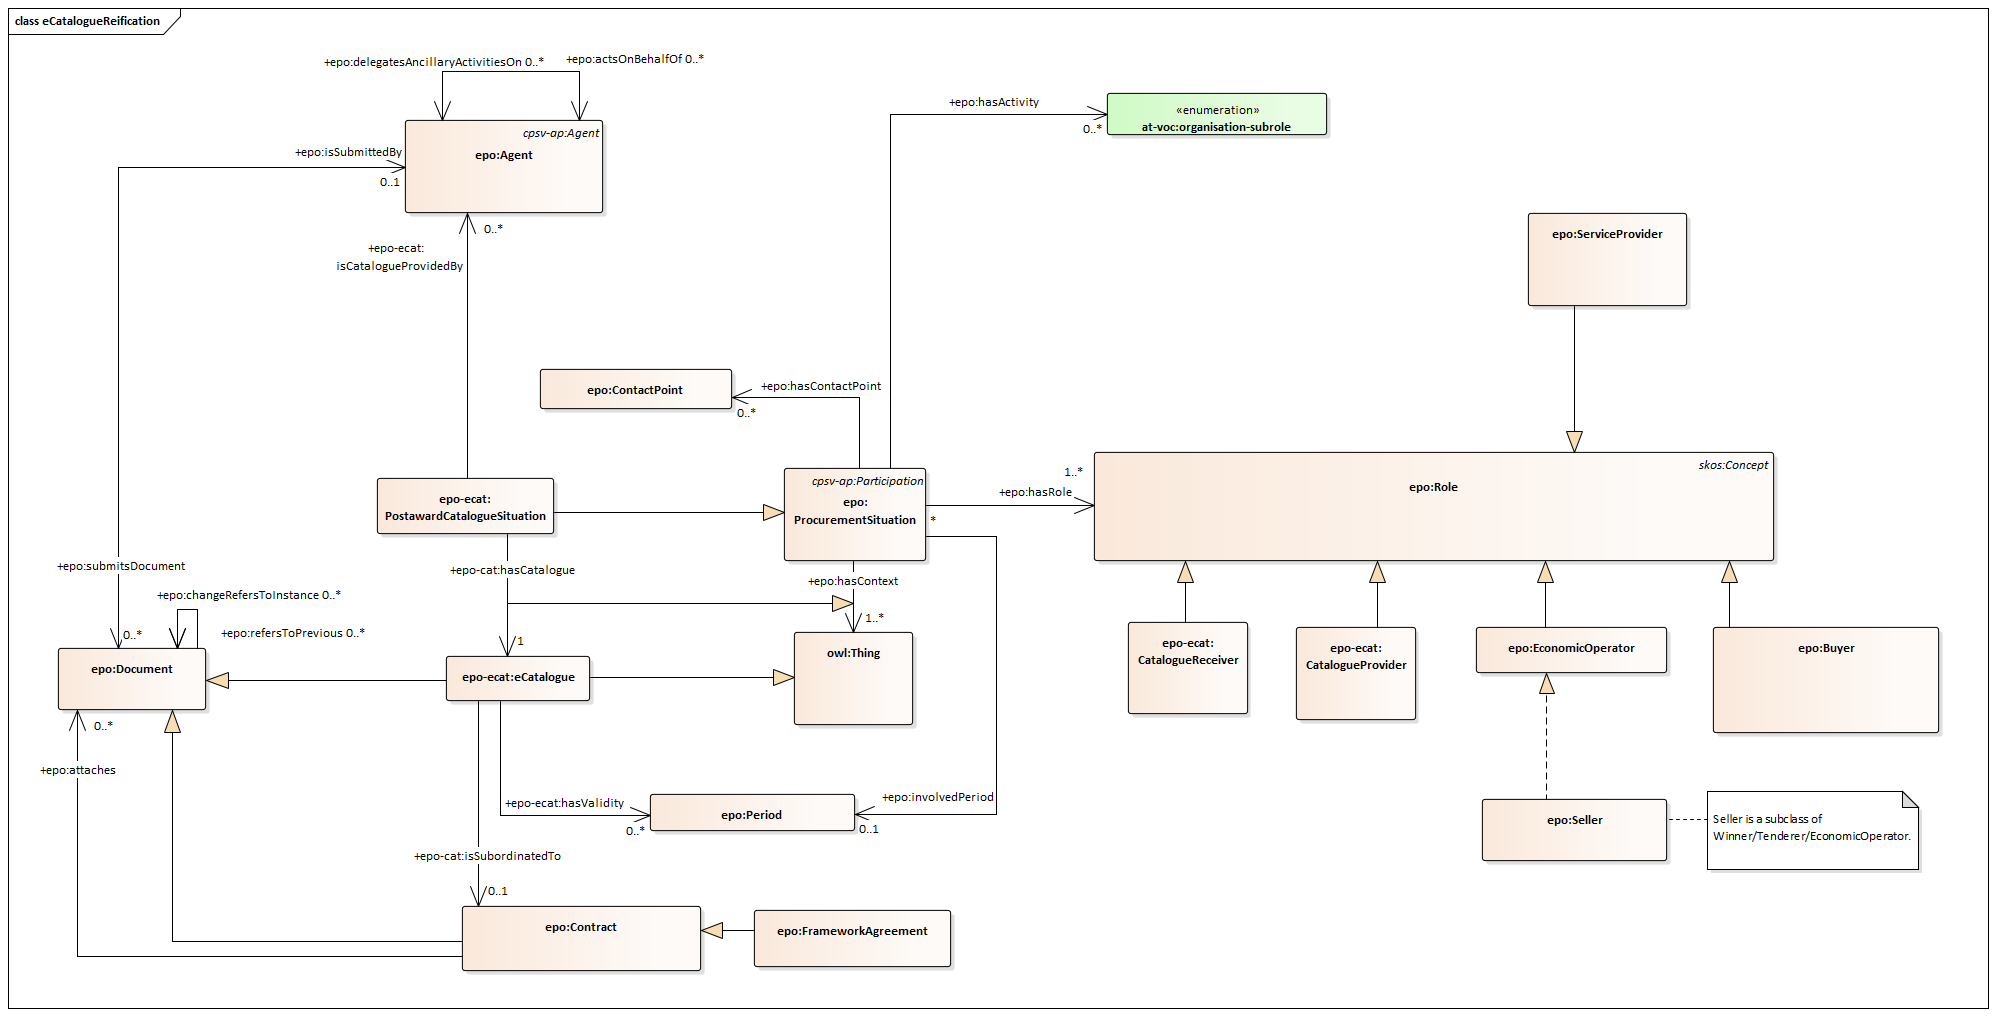 class eCatalogueReification
+epo:delegatesAncillaryActivitiesOn 0..*
+epo:actsOnBehalfOf 0..*
cpsv-ap:Agent
epo:Agent
+epo:isSubmittedBy
0..1
0..*
+epo-ecat:
isCatalogueProvidedBy
+epo:hasActivity
0..*
«enumeration»
at-voc:organisation-subrole
epo:ServiceProvider
epo:ContactPoint
+epo:hasContactPoint
0..*
epo-ecat:
PostawardCatalogueSituation
cpsv-ap:Participation
epo:
ProcurementSituation
1..*
+epo:hasRole
*
skos:Concept
epo:Role
+epo:submitsDocument
+epo-cat:hasCatalogue
+epo:hasContext
+epo:changeRefersToInstance 0..*
0..*
+epo:refersToPrevious 0..*
1
1..*
epo:Document
epo-ecat:eCatalogue
owl:Thing
epo-ecat:
CatalogueReceiver
epo-ecat:
CatalogueProvider
epo:EconomicOperator
epo:Buyer
0..*
+epo:attaches
+epo-ecat:hasValidity
0..*
epo:Period
+epo:involvedPeriod
0..1
epo:Seller
Seller is a subclass of
Winner/Tenderer/EconomicOperator.
+epo-cat:isSubordinatedTo
0..1
epo:Contract
epo:FrameworkAgreement